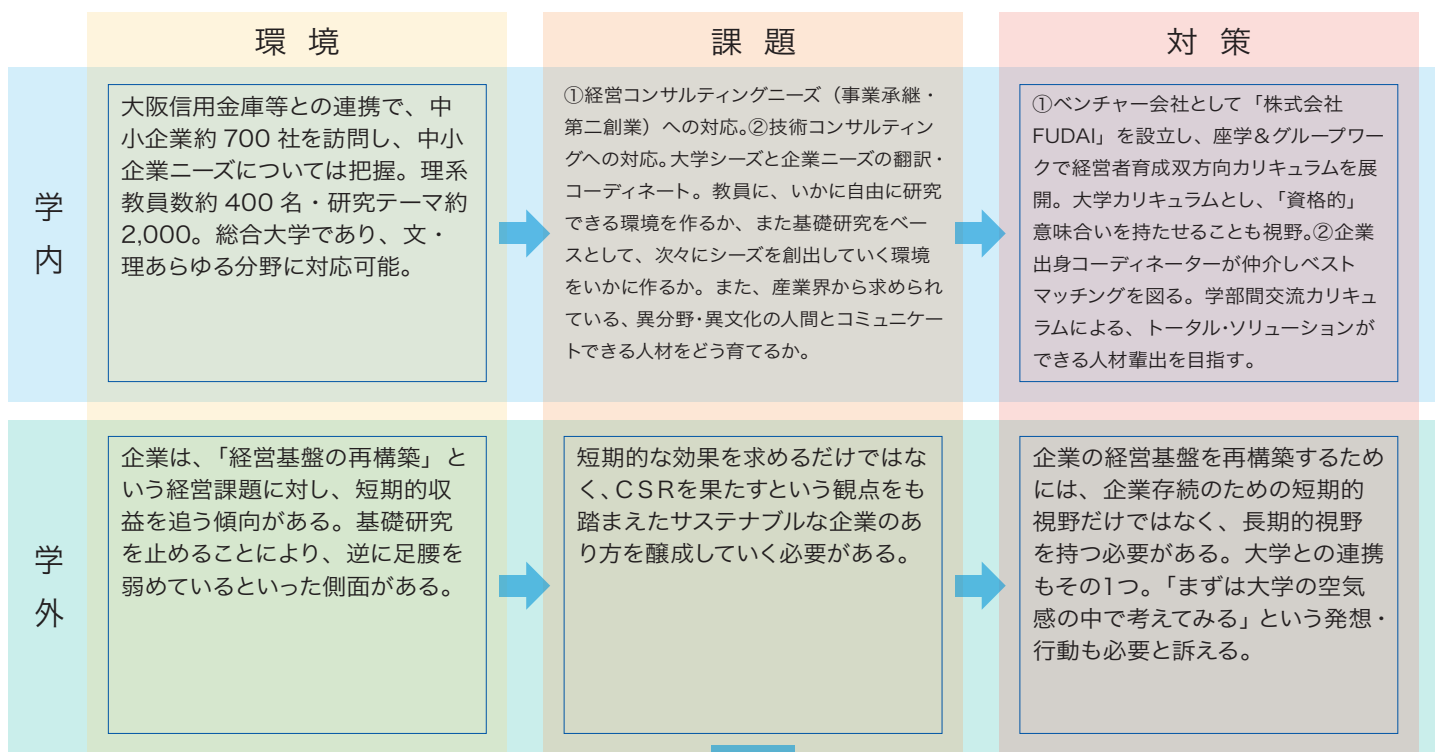 環 境
課 題
対 策
学
内
大阪信用金庫等との連携で、中
小企業約 700 社を訪問し、中小
企業ニーズについては把握。理系
教員数約 400 名・研究テーマ約
2,000。総合大学であり、文・
理あらゆる分野に対応可能。
①経営コンサルティングニーズ（事業承継・
第二創業）への対応。②技術コンサルティン
グへの対応。大学シーズと企業ニーズの翻訳・
コーディネート。教員に、いかに自由に研究
できる環境を作るか、また基礎研究をベー
スとして、次々にシーズを創出していく環境
をいかに作るか。また、産業界から求められ
ている、異分野・異文化の人間とコミュニケー
トできる人材をどう育てるか。
①ベンチャー会社として「株式会社
FUDAI」を設立し、座学＆グループワー
クで経営者育成双方向カリキュラムを展
開。大学カリキュラムとし、「資格的」
意味合いを持たせることも視野。②企業
出身コーディネーターが仲介しベスト
マッチングを図る。学部間交流カリキュ
ラムによる、トータル・ソリューションが
できる人材輩出を目指す。
学
外
企業は、「経営基盤の再構築」と
いう経営課題に対し、短期的収
益を追う傾向がある。基礎研究
を止めることにより、逆に足腰を
弱めているといった側面がある。
短期的な効果を求めるだけではな
く、ＣＳＲを果たすという観点をも
踏まえたサステナブルな企業のあ
り方を醸成していく必要がある。
企業の経営基盤を再構築するため
には、企業存続のための短期的
視野だけではなく、長期的視野
を持つ必要がある。大学との連携
もその1つ。「まずは大学の空気
感の中で考えてみる」という発想・
行動も必要と訴える。